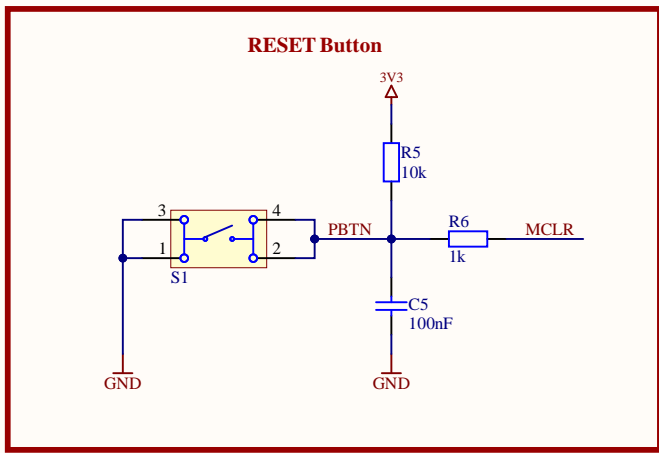 RESET Button
3V3
R5
10k
3
4
PBTN
R6
MCLR
1
2
1k
S1
C5
100nF
GND
GND